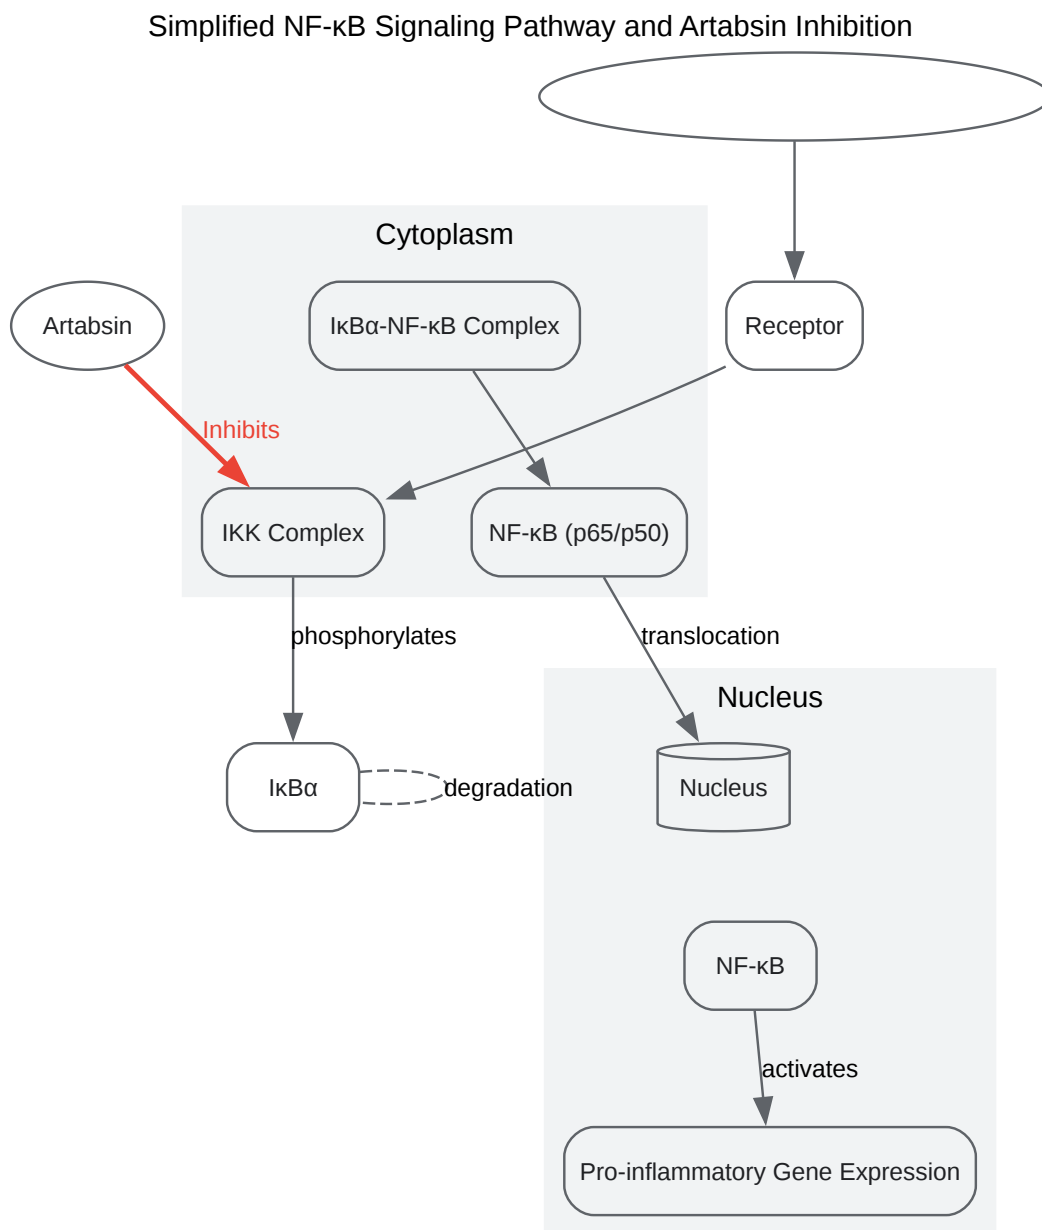 Simplified NF-κB Signaling Pathway and Artabsin Inhibition
Cytoplasm
Artabsin
IκBα-NF-κB Complex
Receptor
Inhibits
IKK Complex
NF-κB (p65/p50)
phosphorylates
translocation
Nucleus
IκBα
degradation
Nucleus
NF-κB
activates
Pro-inflammatory Gene Expression